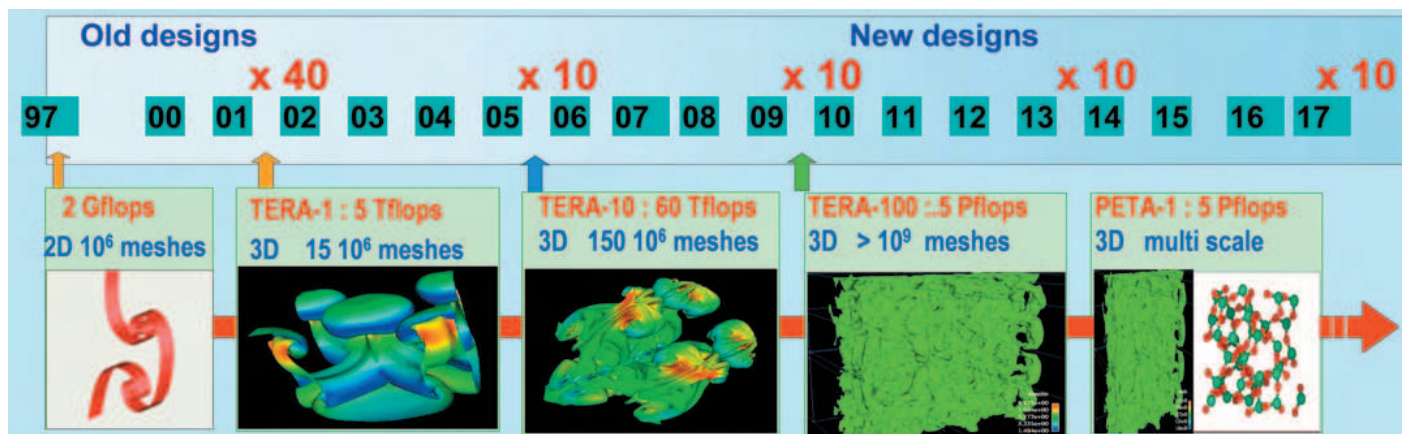 Old designs New designs
x 40 x 10 x 10 x 10 x 10
97 00 01 02 03 04 05 06 07 08 09 10 11 12 13 14 15 16 17
2 Gflops
2D 10⁶ meshes
TERA-1 : 5 Tflops
3D 15 10⁶ meshes
TERA-10 : 60 Tflops
3D 150 10⁶ meshes
TERA-100 :.5 Pflops
3D > 10⁹ meshes
PETA-1 : 5 Pflops
3D multi scale